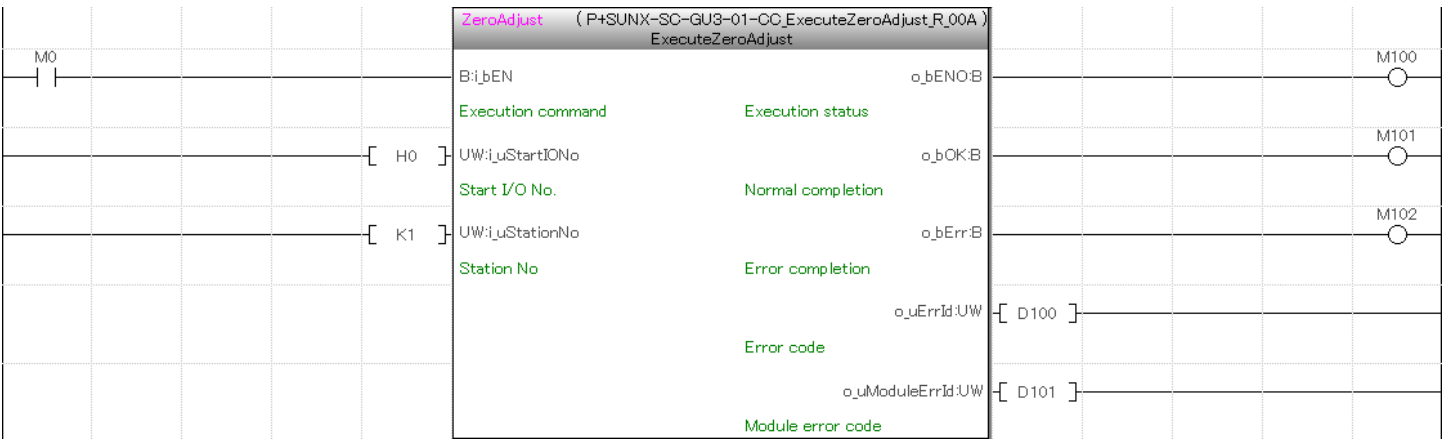 ZeroAdjust (P+SUNX-SC-GU3-01-CC_ExecuteZeroAdjust_R_00A)
ExecuteZeroAdjust
M0 B:i_bEN o_bENO:B M100
Execution command Execution status
H0 UW:i_uStartIONo o_bOK:B M101
Start I/O No. Normal completion
K1 UW:i_uStationNo o_bErr:B M102
Station No Error completion
o_uErrId:UW D100
Error code
o_uModuleErrId:UW D101
Module error code